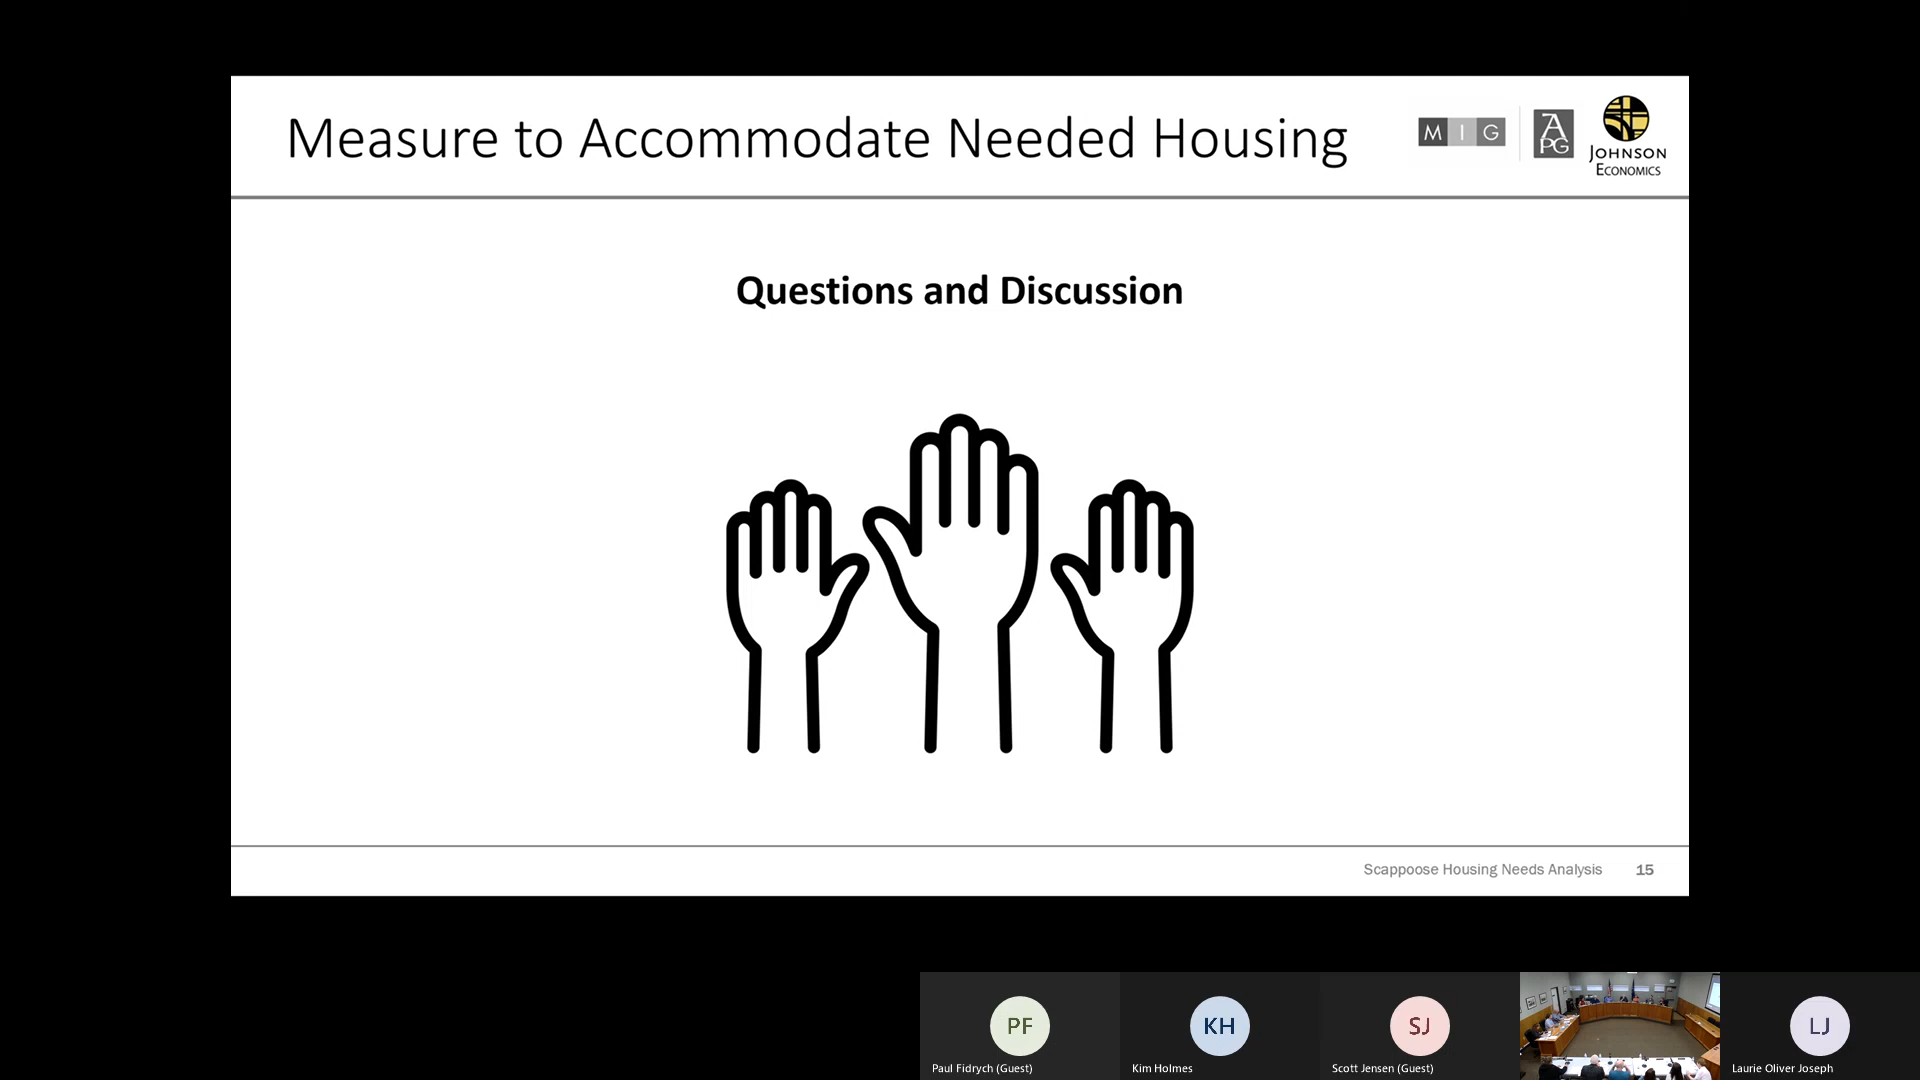 Measure to Accommodate Needed Housing
M I G
APG
JOHNSON
ECONOMICS
Questions and Discussion
Scappoose Housing Needs Analysis 15
PF
KH
SJ
LJ
Paul Fidrych (Guest)
Kim Holmes
Scott Jensen (Guest)
Laurie Oliver Joseph